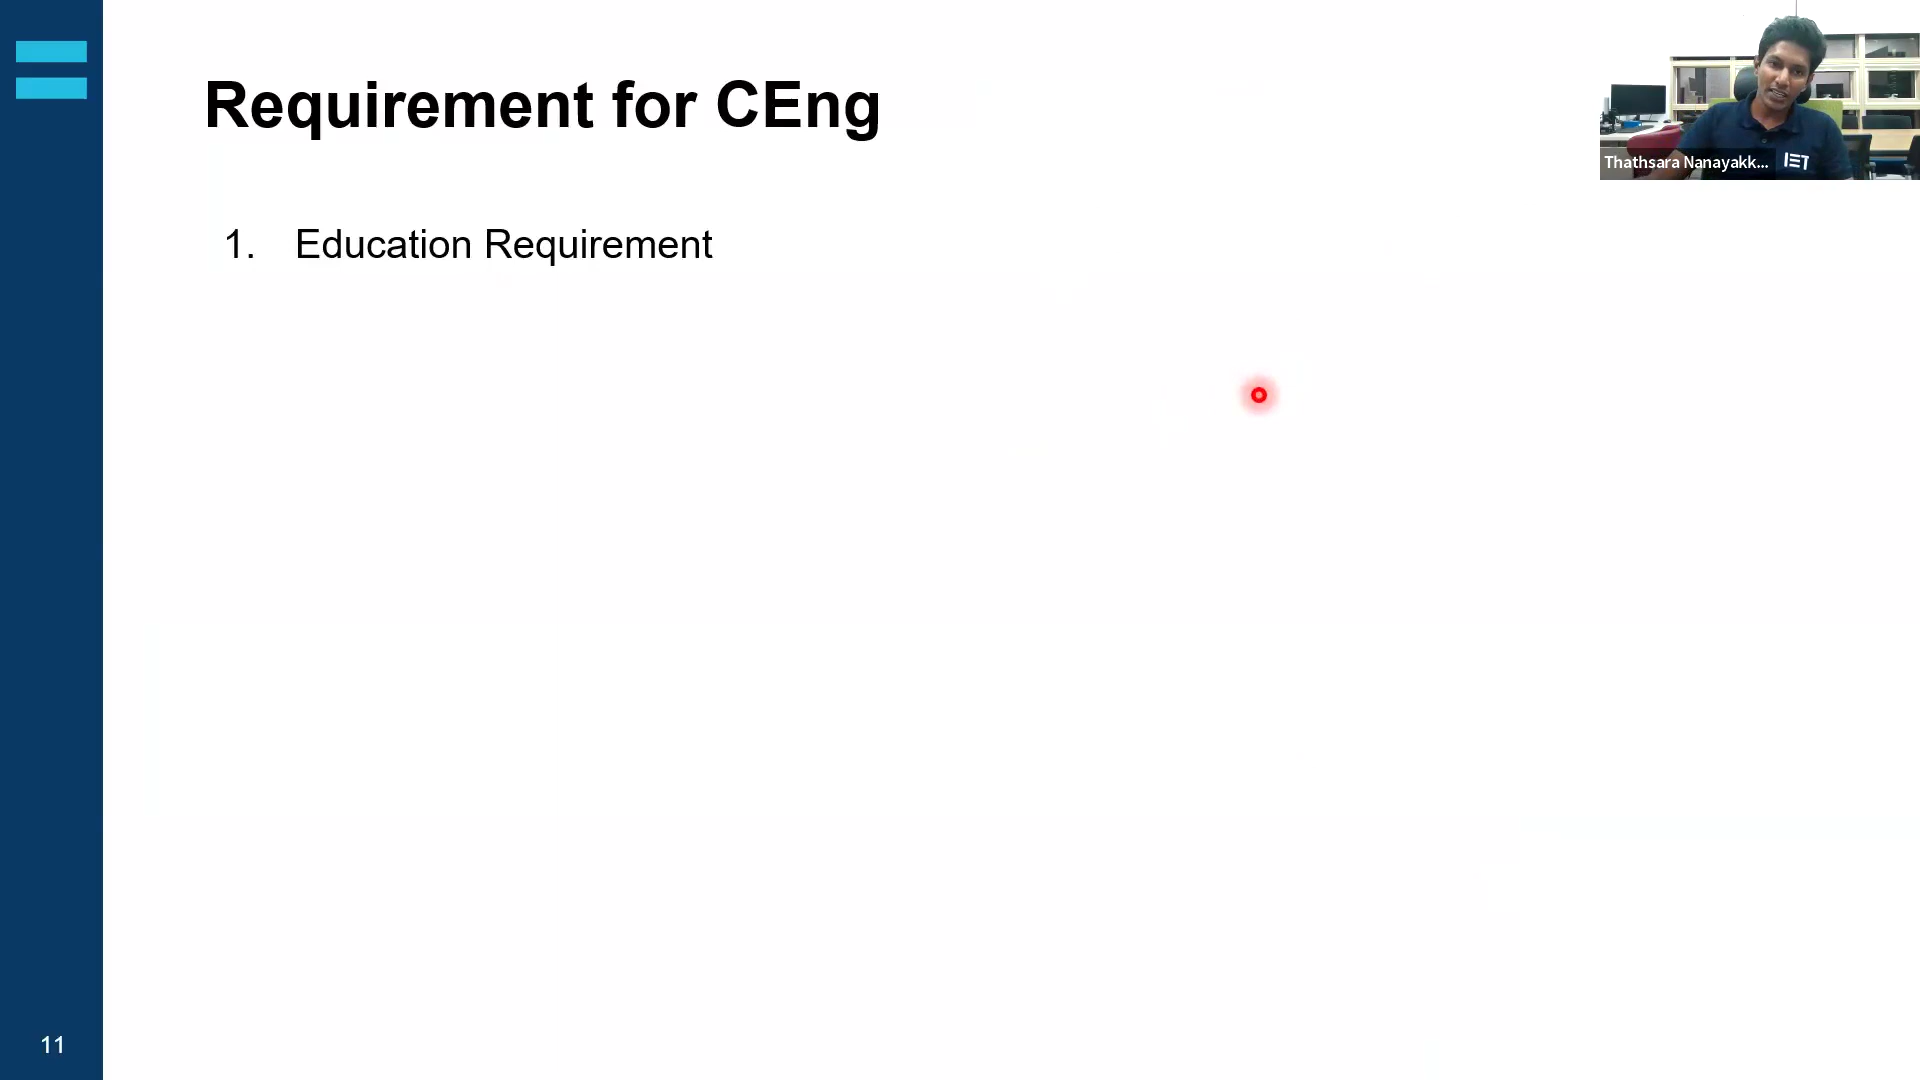 Requirement for CEng
Thathsara Nanayakk...
IET
1. Education Requirement
11